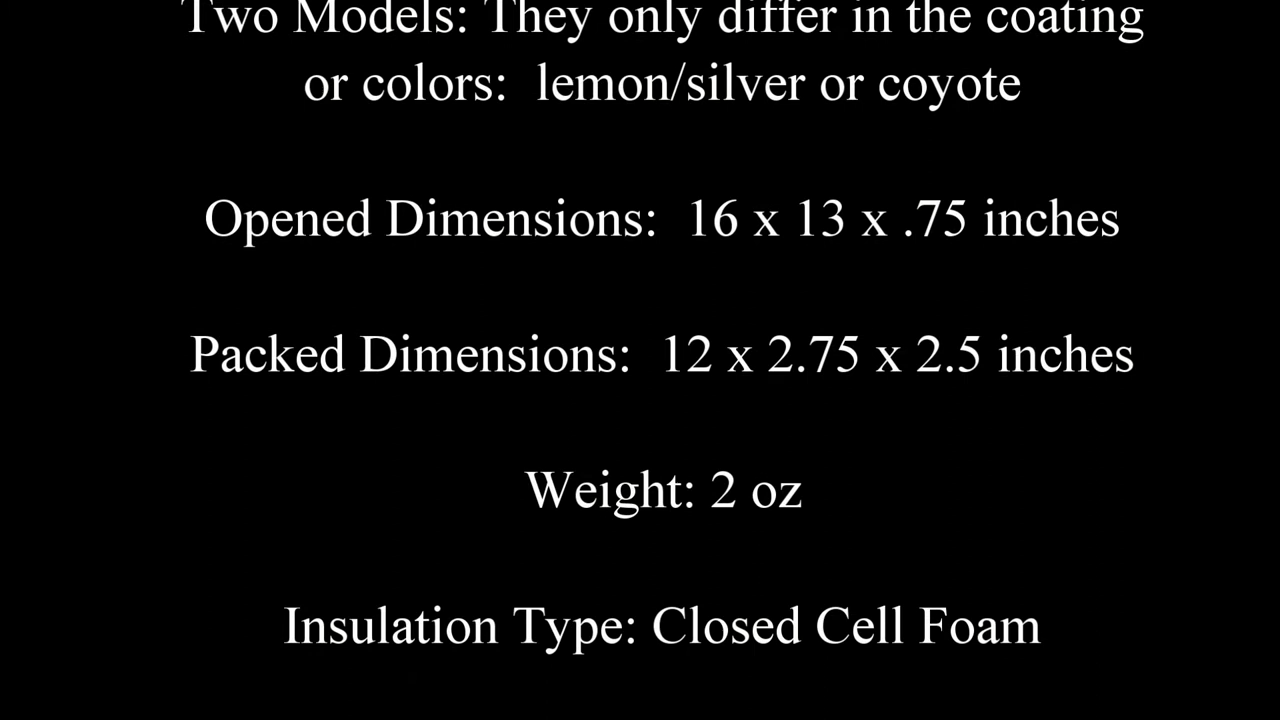 Two Models: They only differ in the coating
or colors:  lemon/silver or coyote
Opened Dimensions:  16 x 13 x .75 inches
Packed Dimensions:  12 x 2.75 x 2.5 inches
Weight: 2 oz
Insulation Type: Closed Cell Foam